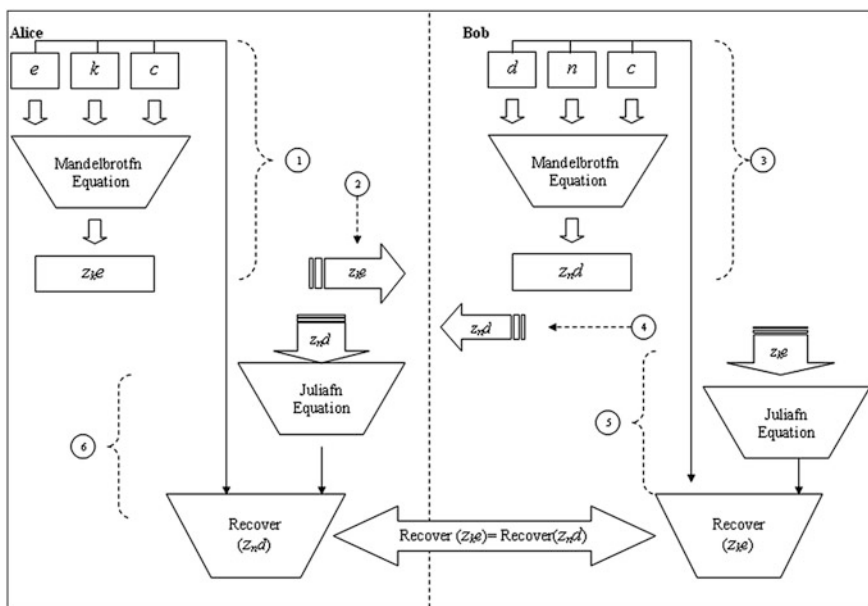 Alice
e k c
Mandelbrotfn
Equation
zₖe
1
2
zₖe
zₙd
Juliafn
Equation
6
Recover
(zₙd)
Bob
d n c
Mandelbrotfn
Equation
zₙd
3
zₙd
4
zₖe
Juliafn
Equation
5
Recover
(zₖe)
Recover (zₖe)= Recover(zₙd)